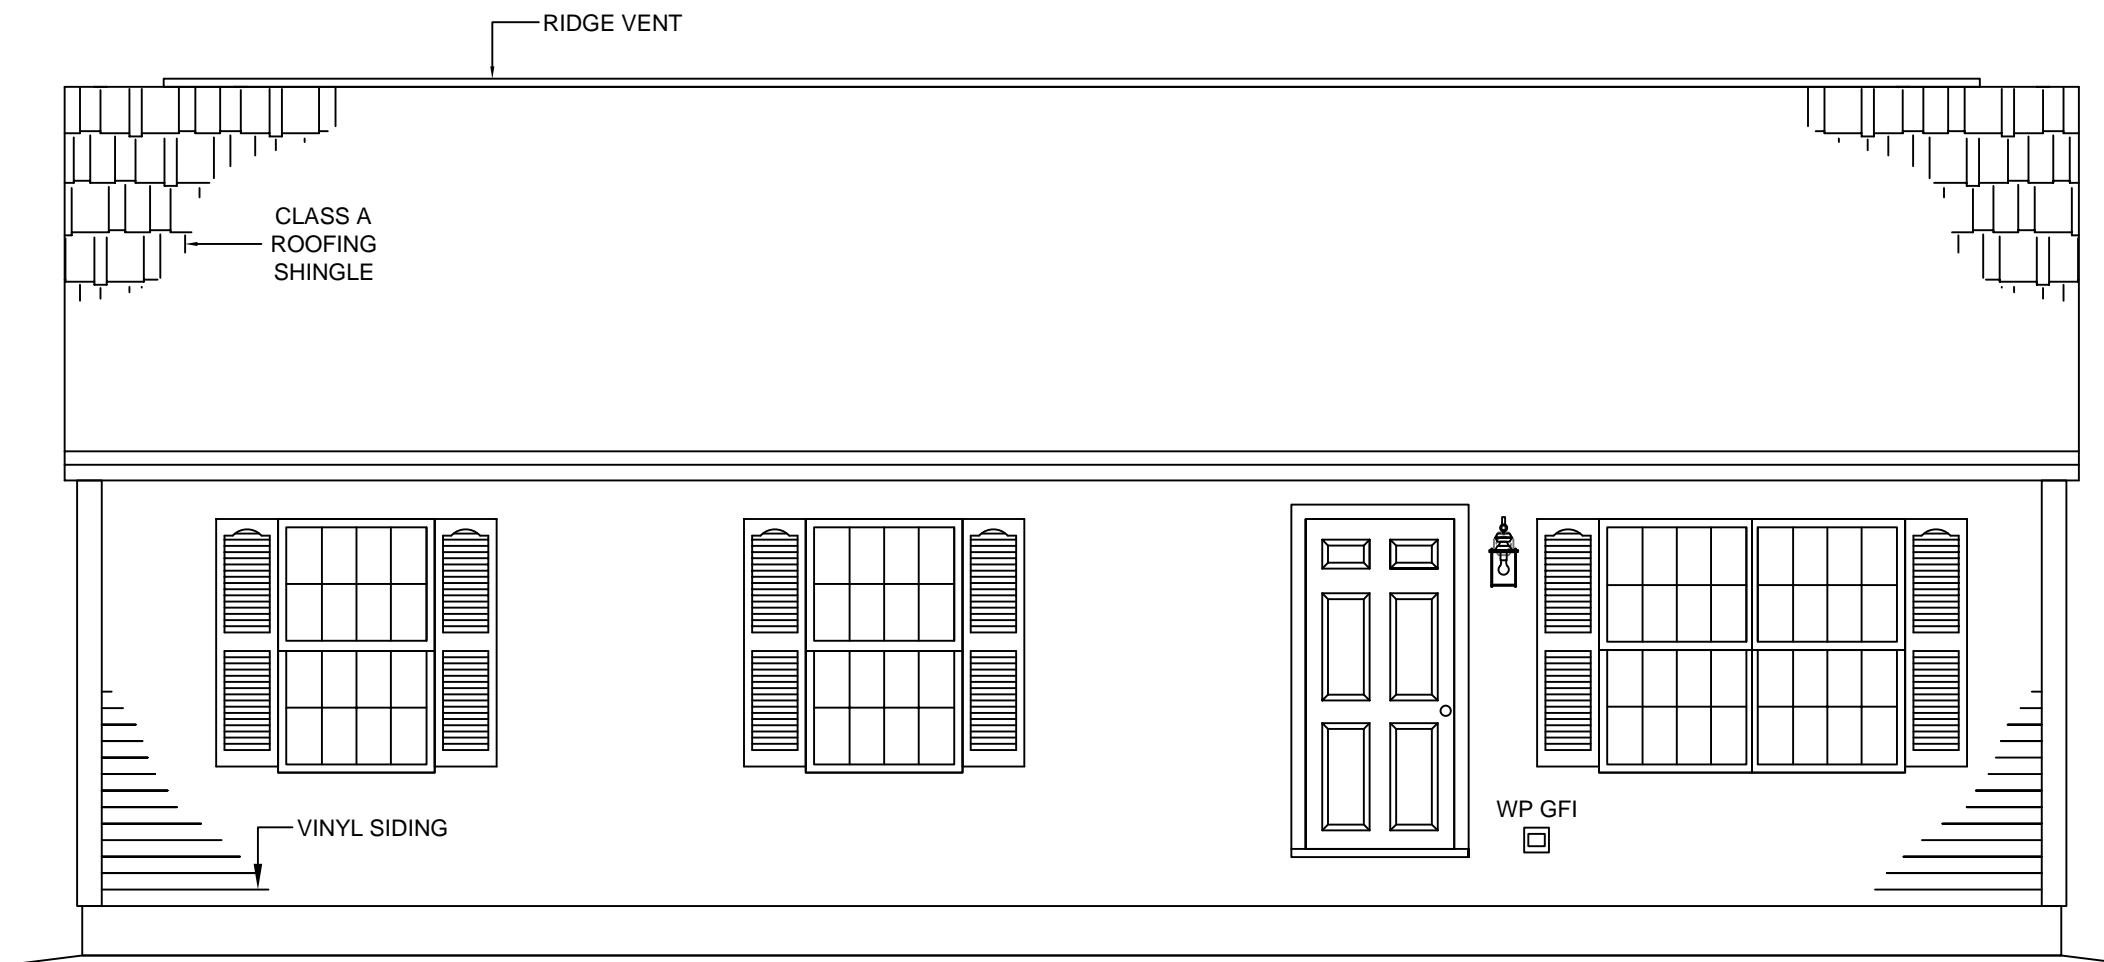 RIDGE VENT
CLASS A
ROOFING
SHINGLE
WP GFI
VINYL SIDING